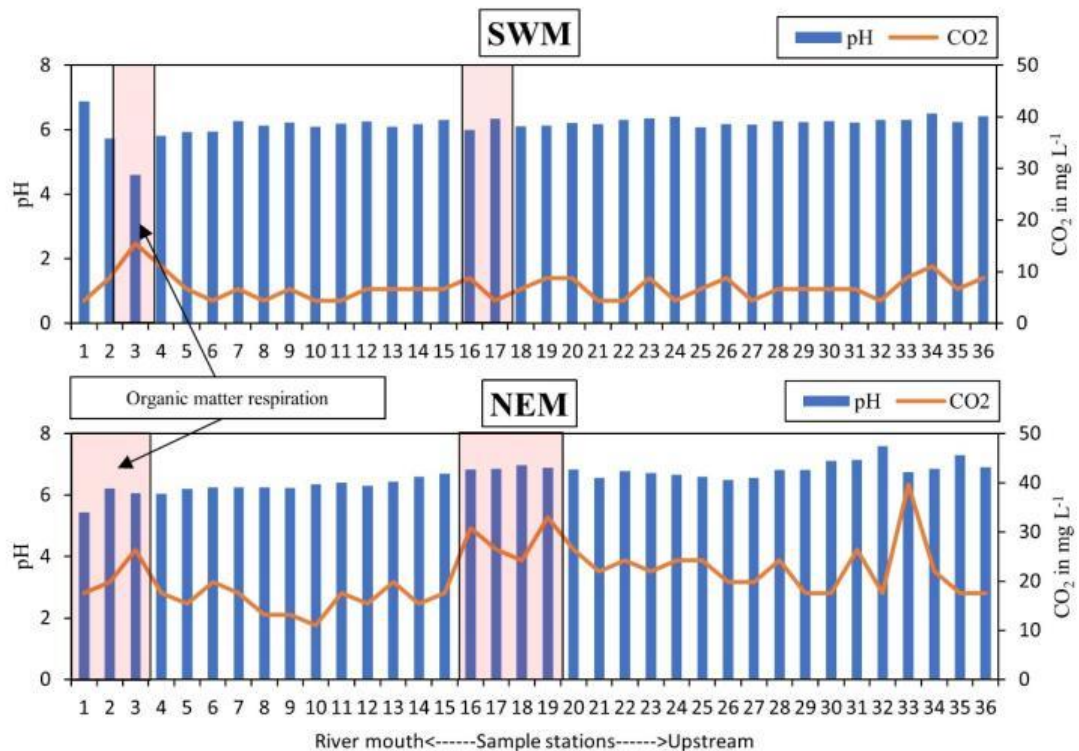 SWM
pH CO2
8
6
4
2
0
pH
50
40
30
20
10
0
CO₂ in mg L⁻¹
1 2 3 4 5 6 7 8 9 10 11 12 13 14 15 16 17 18 19 20 21 22 23 24 25 26 27 28 29 30 31 32 33 34 35 36
Organic matter respiration
NEM
pH CO2
8
6
4
2
0
pH
50
40
30
20
10
0
CO₂ in mg L⁻¹
1 2 3 4 5 6 7 8 9 10 11 12 13 14 15 16 17 18 19 20 21 22 23 24 25 26 27 28 29 30 31 32 33 34 35 36
River mouth<------Sample stations------>Upstream